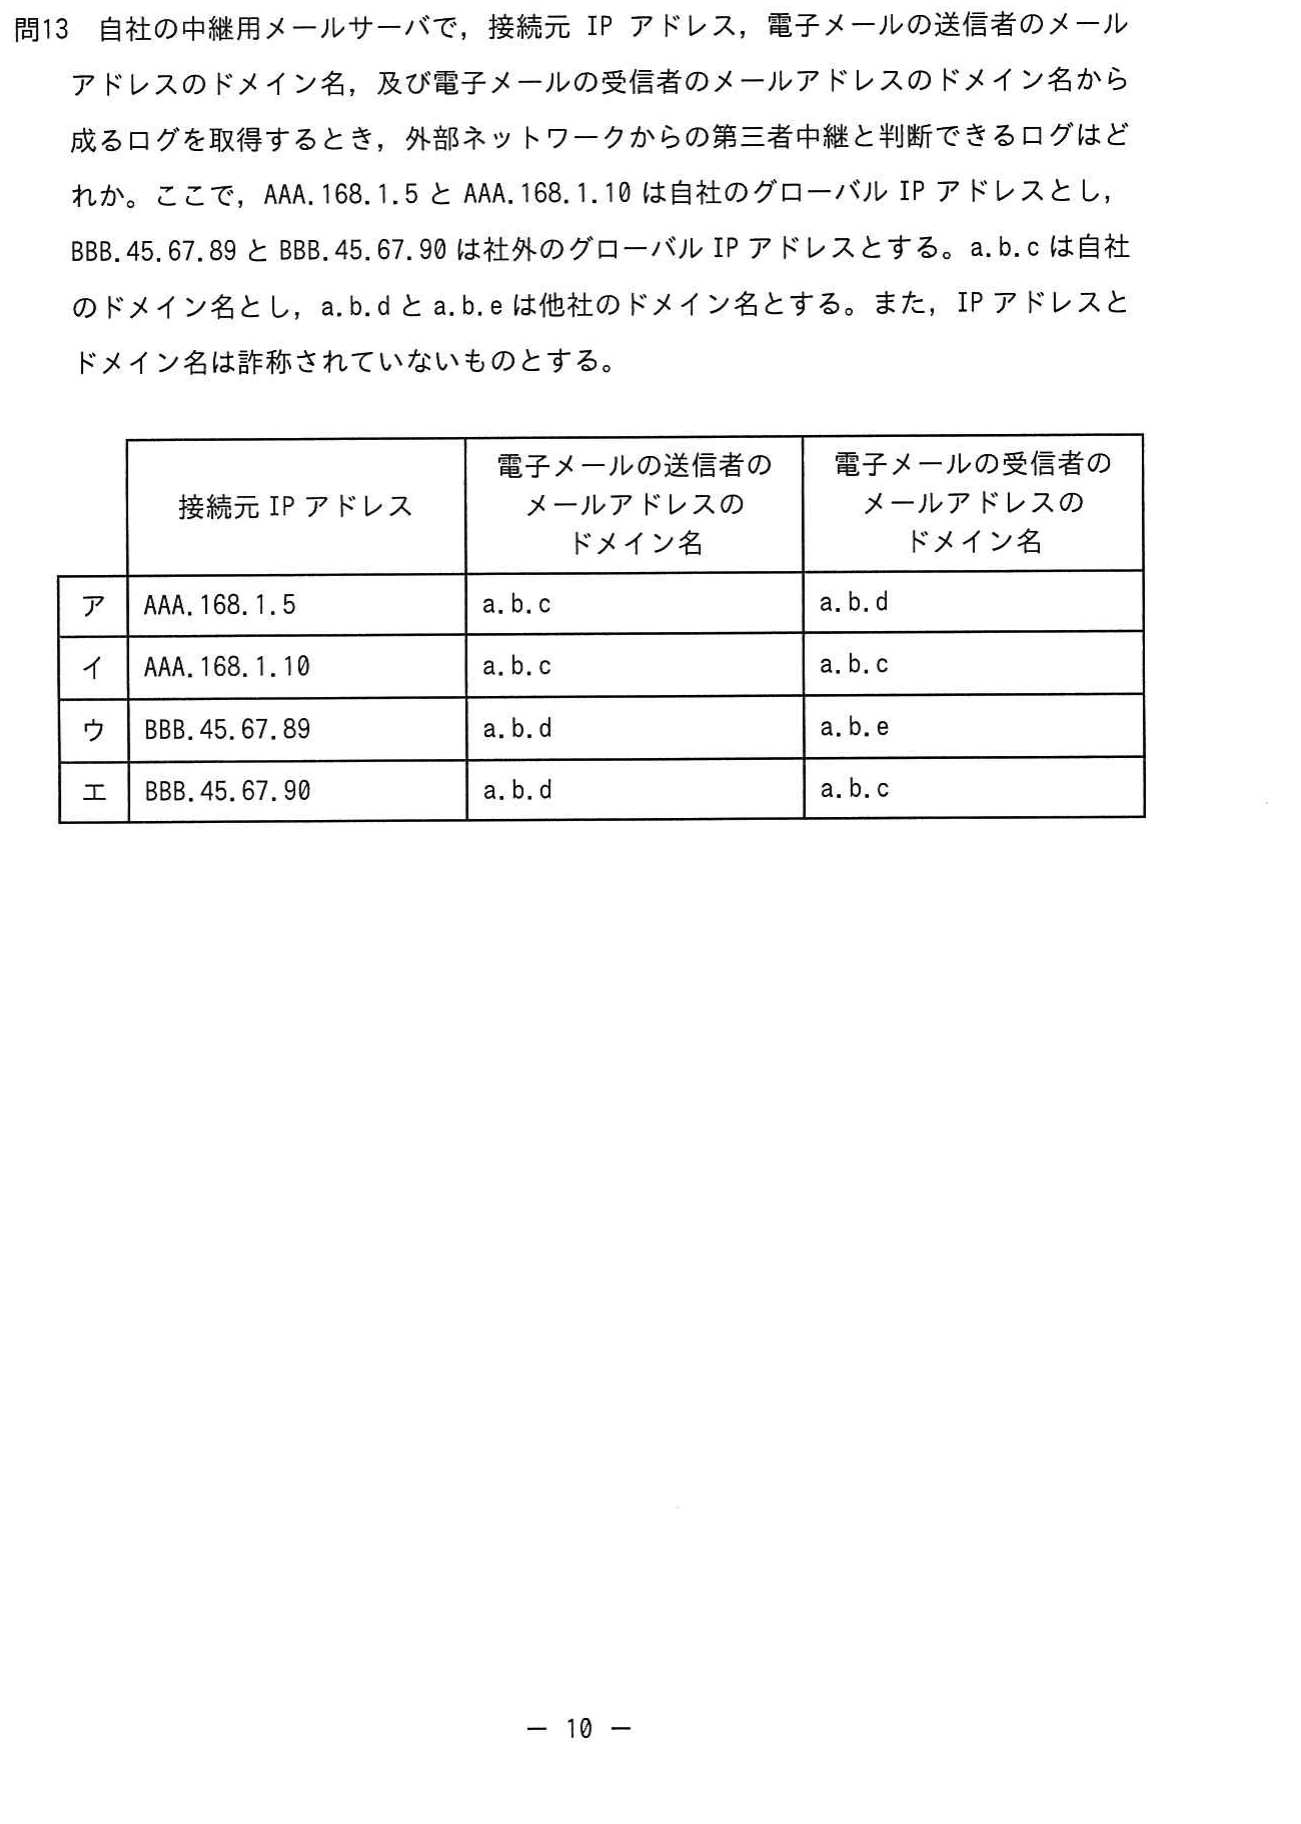 問13 自社の中継用メールサーバで，接続元 IP アドレス，電子メールの送信者のメール
アドレスのドメイン名，及び電子メールの受信者のメールアドレスのドメイン名から
成るログを取得するとき，外部ネットワークからの第三者中継と判断できるログはど
れか。ここで，AAA.168.1.5 と AAA.168.1.10 は自社のグローバル IP アドレスとし，
BBB.45.67.89 と BBB.45.67.90 は社外のグローバル IP アドレスとする。a.b.c は自社
のドメイン名とし，a.b.d と a.b.e は他社のドメイン名とする。また，IP アドレスと
ドメイン名は詐称されていないものとする。
接続元 IP アドレス
電子メールの送信者の
メールアドレスの
ドメイン名
電子メールの受信者の
メールアドレスの
ドメイン名
ア AAA.168.1.5 a.b.c a.b.d
イ AAA.168.1.10 a.b.c a.b.c
ウ BBB.45.67.89 a.b.d a.b.e
エ BBB.45.67.90 a.b.d a.b.c
－ 10 －